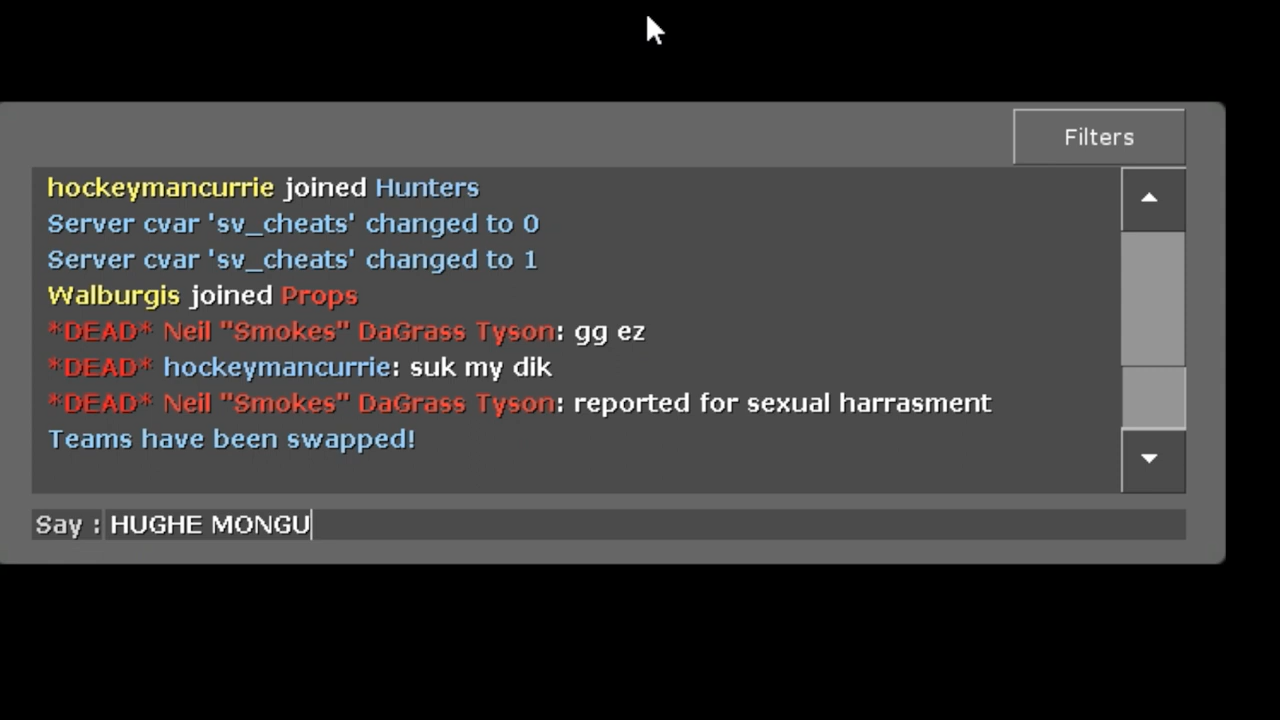 Filters
hockeymancurrie joined Hunters
Server cvar 'sv_cheats' changed to 0
Server cvar 'sv_cheats' changed to 1
Walburgis joined Props
*DEAD* Neil "Smokes" DaGrass Tyson: gg ez
*DEAD* hockeymancurrie: suk my dik
*DEAD* Neil "Smokes" DaGrass Tyson: reported for sexual harrasment
Teams have been swapped!
Say : HUGHE MONGU